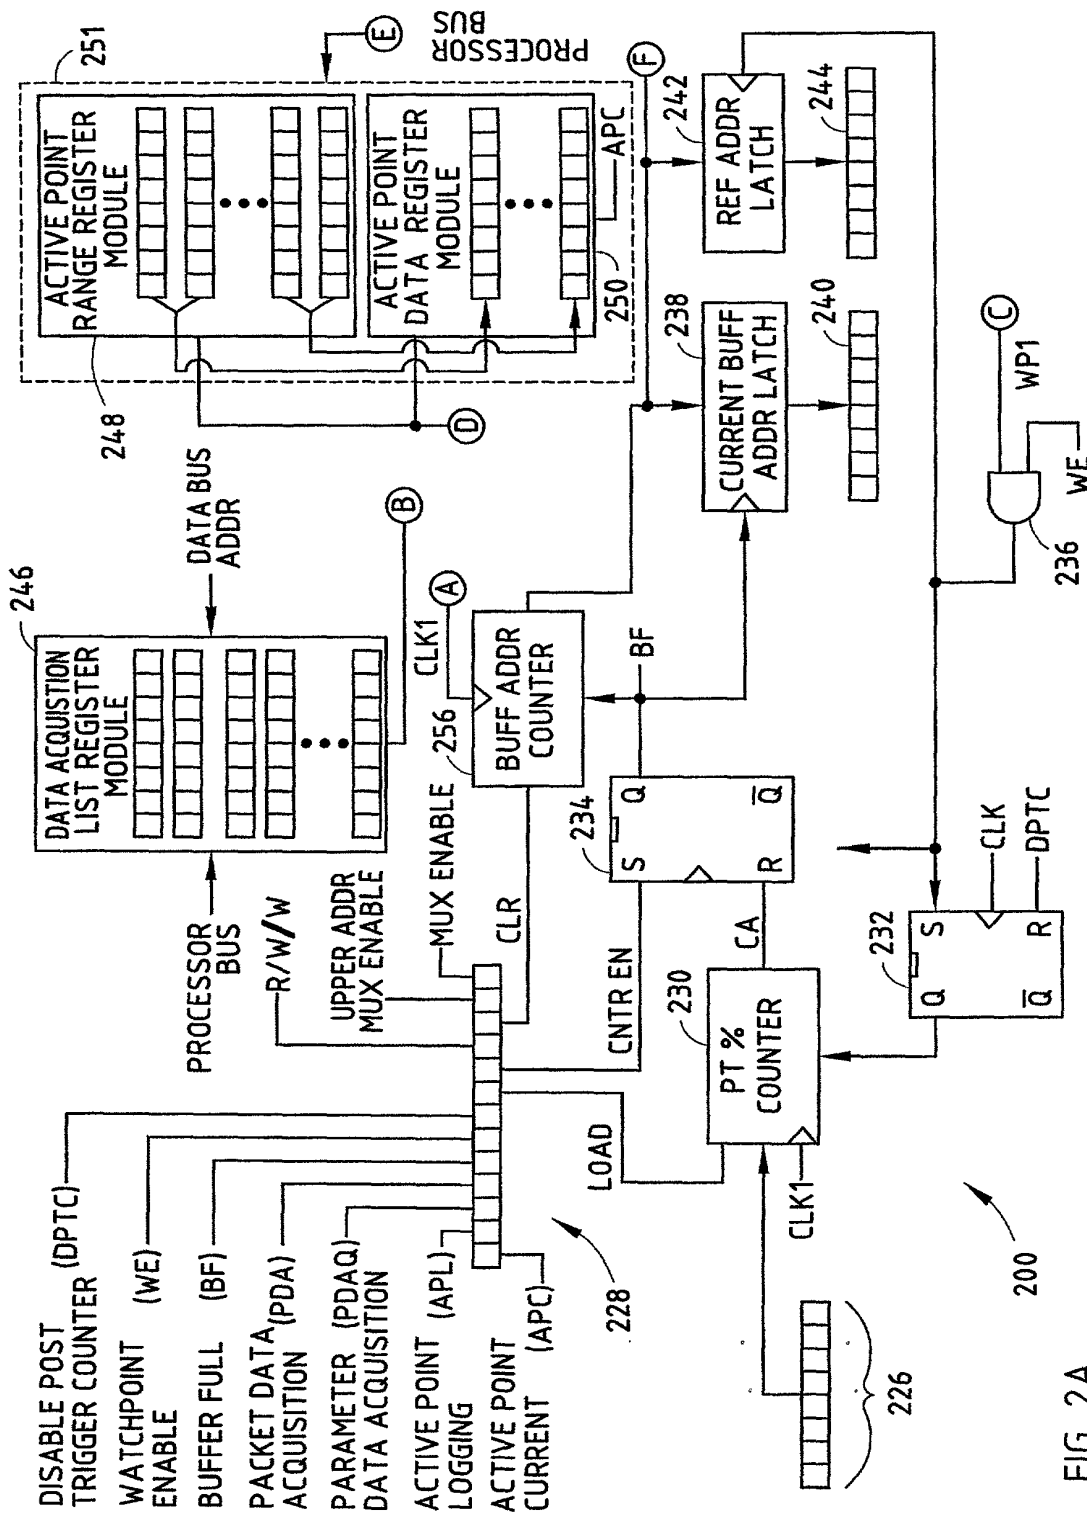 DISABLE POST
TRIGGER COUNTER (DPTC)
WATCHPOINT (WE)
ENABLE
BUFFER FULL (BF)
PACKET DATA (PDA)
ACQUISITION
PARAMETER (PDAQ)
DATA ACQUISITION
ACTIVE POINT (APL)
LOGGING
ACTIVE POINT
CURRENT (APC)
228
226
200
FIG. 2A
PROCESSOR
BUS
R/W/W
UPPER ADDR
MUX ENABLE
MUX ENABLE
CLR
CNTR EN
LOAD
CLK1
230
PT %
COUNTER
CA
246
DATA ACQUISTION
LIST REGISTER
MODULE
DATA BUS
ADDR
B
CLK1
A
256
BUFF ADDR
COUNTER
234
S
Q
R
Q
BF
232
Q
S
Q
R
CLK
DPTC
251
ACTIVE POINT
RANGE REGISTER
MODULE
248
ACTIVE POINT
DATA REGISTER
MODULE
250
APC
D
E
PROCESSOR
BUS
F
238
CURRENT BUFF
ADDR LATCH
240
242
REF ADDR
LATCH
244
C
WP1
236
WE